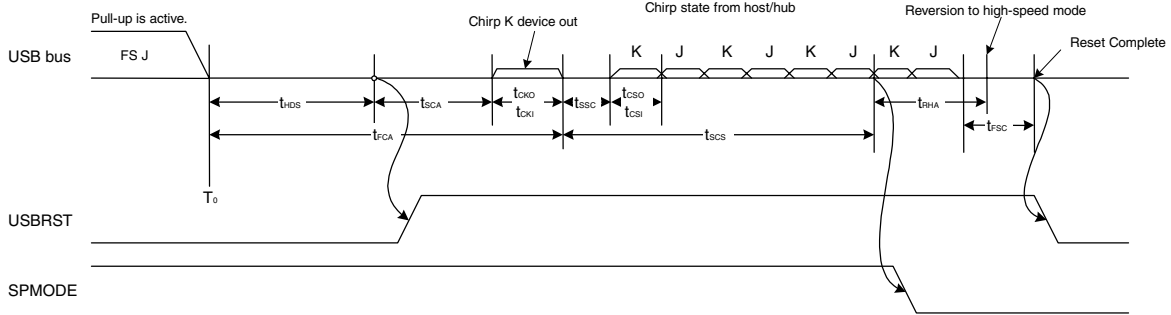 Pull-up is active.
Chirp K device out
Chirp state from host/hub
Reversion to high-speed mode
Reset Complete
USB bus
FS J
K J K J K J K J
tHDS
tSCA
tCKO
tCKI
tSSC
tCSO
tCSI
tRHA
tFSC
tFCA
tSCS
T0
USBRST
SPMODE